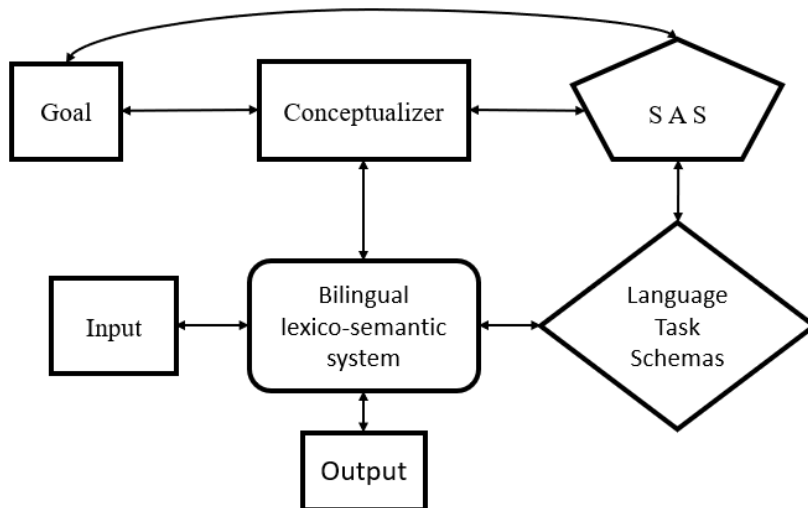 Goal
Conceptualizer
S A S
Input
Bilingual
lexico-semantic
system
Language
Task
Schemas
Output